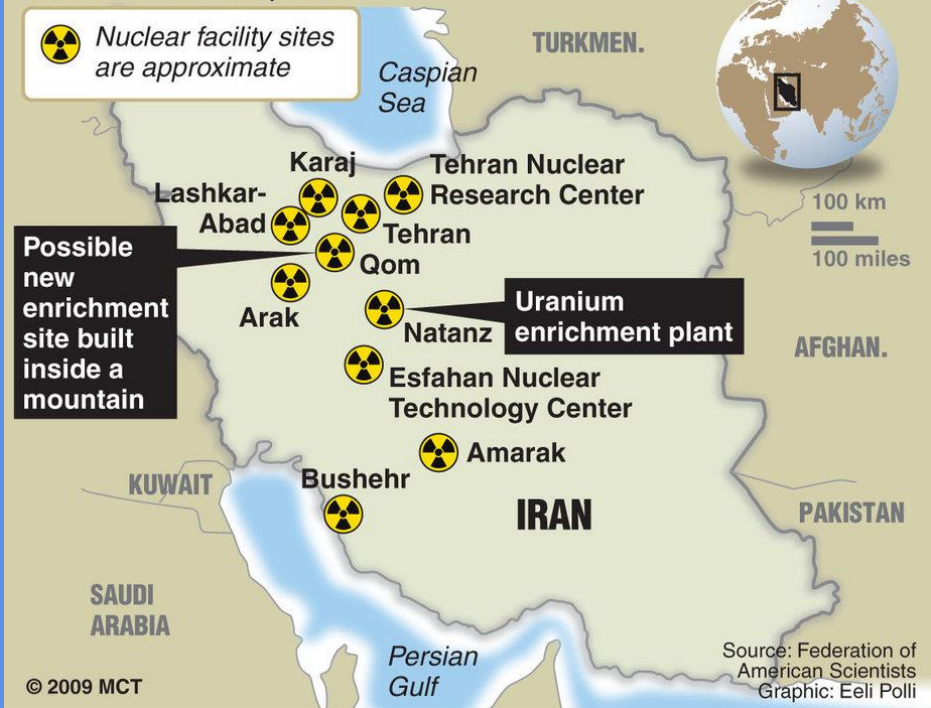 Nuclear facility sites
are approximate
TURKMEN.
Caspian
Sea
Karaj
Tehran Nuclear
Research Center
Lashkar-
Abad
Tehran
100 km
100 miles
Possible
new
enrichment
site built
inside a
mountain
Qom
Arak
Natanz
Uranium
enrichment plant
AFGHAN.
Esfahan Nuclear
Technology Center
Amarak
Bushehr
KUWAIT
IRAN
PAKISTAN
SAUDI
ARABIA
Persian
Gulf
Source: Federation of
American Scientists
Graphic: Eeli Polli
© 2009 MCT